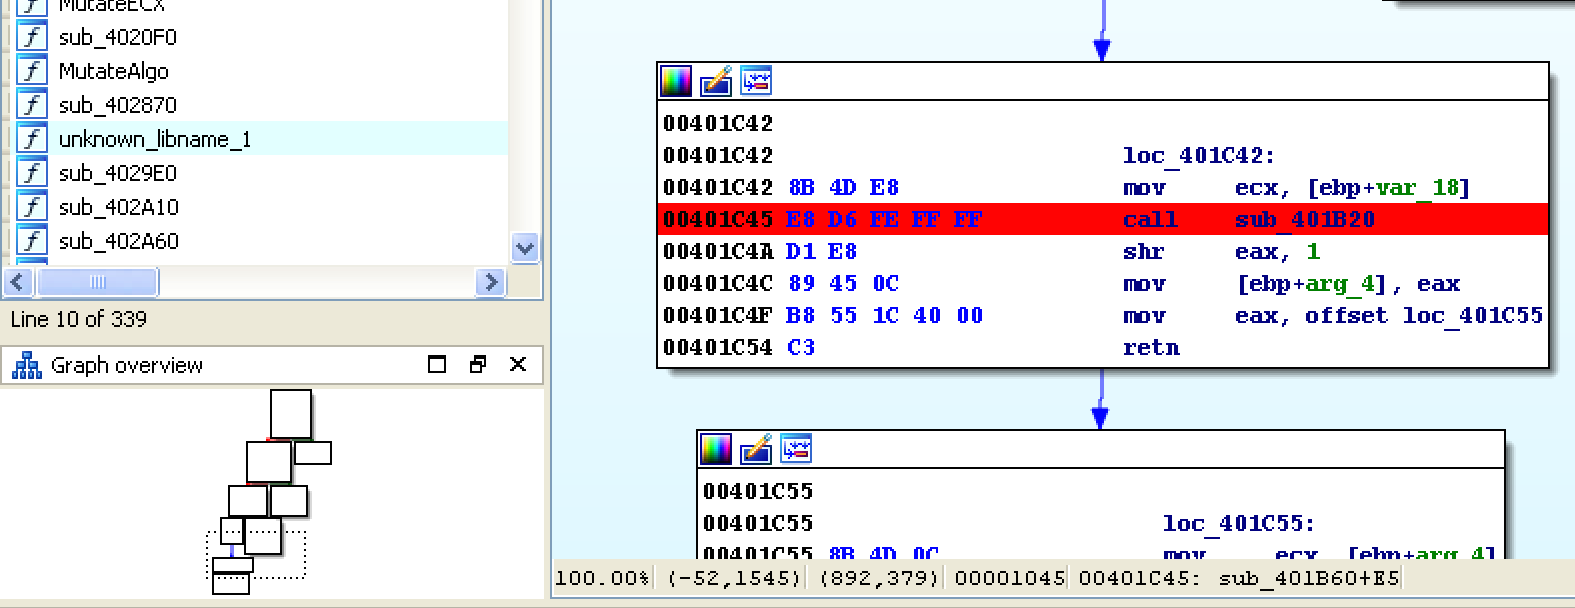 MutateECX
sub_4020F0
MutateAlgo
sub_402870
unknown_libname_1
sub_4029E0
sub_402A10
sub_402A60
Line 10 of 339
Graph overview
00401C42
00401C42 loc_401C42:
00401C42 8B 4D E8 mov ecx, [ebp+var_18]
00401C45 E8 D6 FE FF FF call sub_401B20
00401C4A D1 E8 shr eax, 1
00401C4C 89 45 0C mov [ebp+arg_4], eax
00401C4F B8 55 1C 40 00 mov eax, offset loc_401C55
00401C54 C3 retn
00401C55
00401C55 loc_401C55:
00401C55 8B 4D 0C mov ecx, [ebp+arg_4]
100.00% (-52,1545) (892,379) 00001045 00401C45: sub_401B60+E5